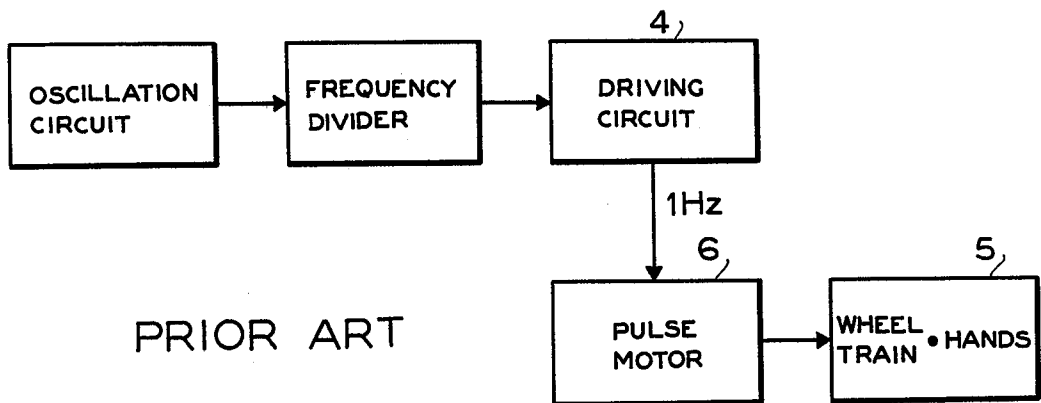 4
OSCILLATION
CIRCUIT
FREQUENCY
DIVIDER
DRIVING
CIRCUIT
1Hz
6
5
PRIOR ART
PULSE
MOTOR
WHEEL
TRAIN • HANDS